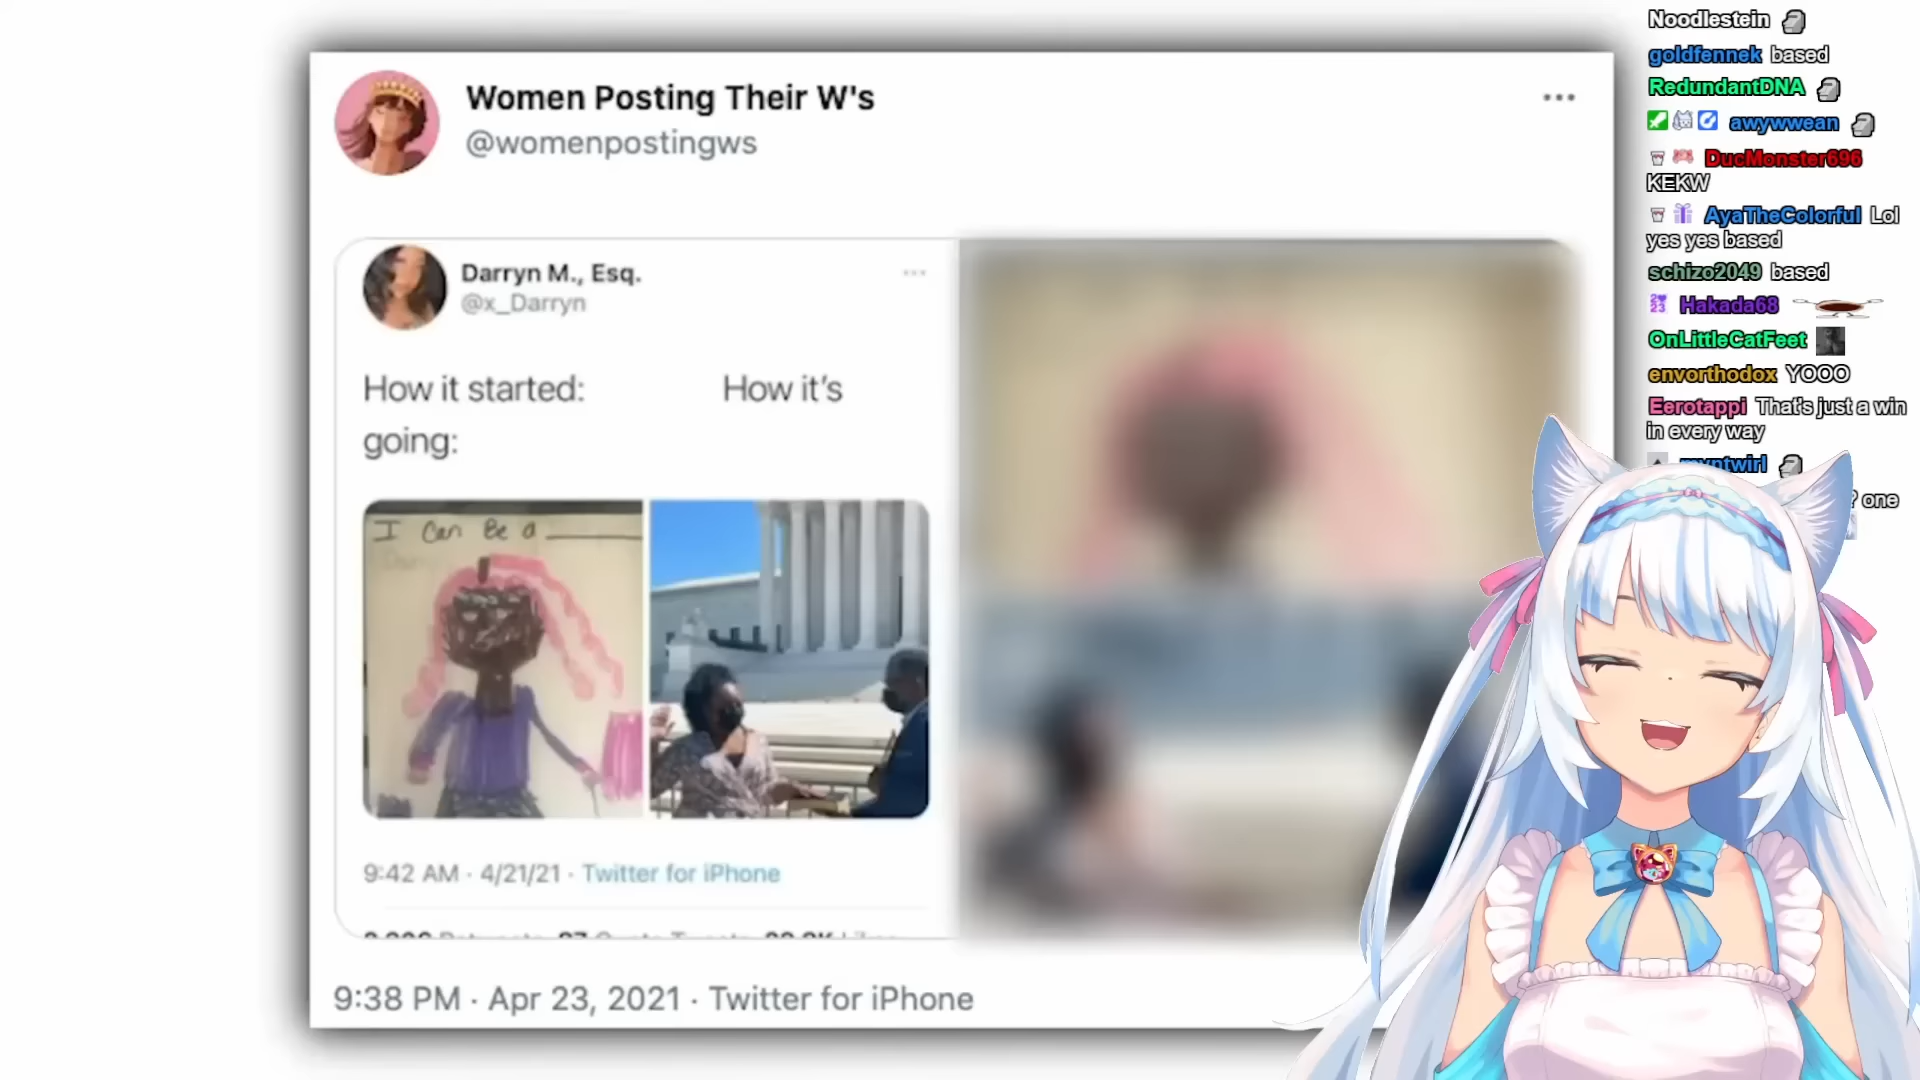 Women Posting Their W's
@womenpostingws
Darryn M., Esq.
@x_Darryn
How it started: How it's
going:
I Can Be a
9:42 AM · 4/21/21 · Twitter for iPhone
9:38 PM · Apr 23, 2021 · Twitter for iPhone
Noodlestein
goldfennek based
RedundantDNA
awywwean
DucMonster696
KEKW
AyaTheColorful Lol
yes yes based
schizo2049 based
Hakada68
OnLittleCatFeet
envorthodox YOOO
Eerotappi That's just a win
in every way
? one